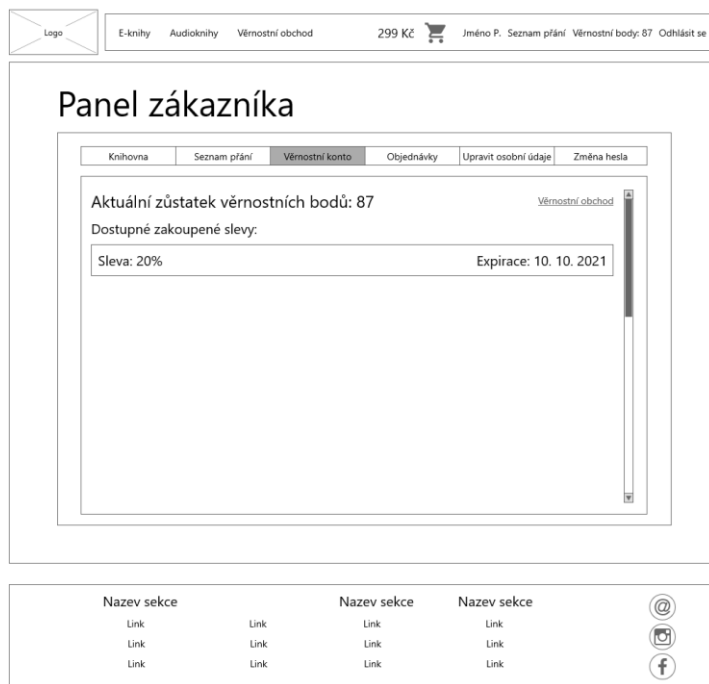 Logo
E-knihy Audioknihy Věrnostní obchod 299 Kč Jméno P. Seznam přání Věrnostní body: 87 Odhlásit se
Panel zákazníka
Knihovna Seznam přání Věrnostní konto Objednávky Upravit osobní údaje Změna hesla
Aktuální zůstatek věrnostních bodů: 87 Věrnostní obchod
Dostupné zakoupené slevy:
Sleva: 20% Expirace: 10. 10. 2021
Nazev sekce Nazev sekce Nazev sekce
Link Link Link Link
Link Link Link Link
Link Link Link Link